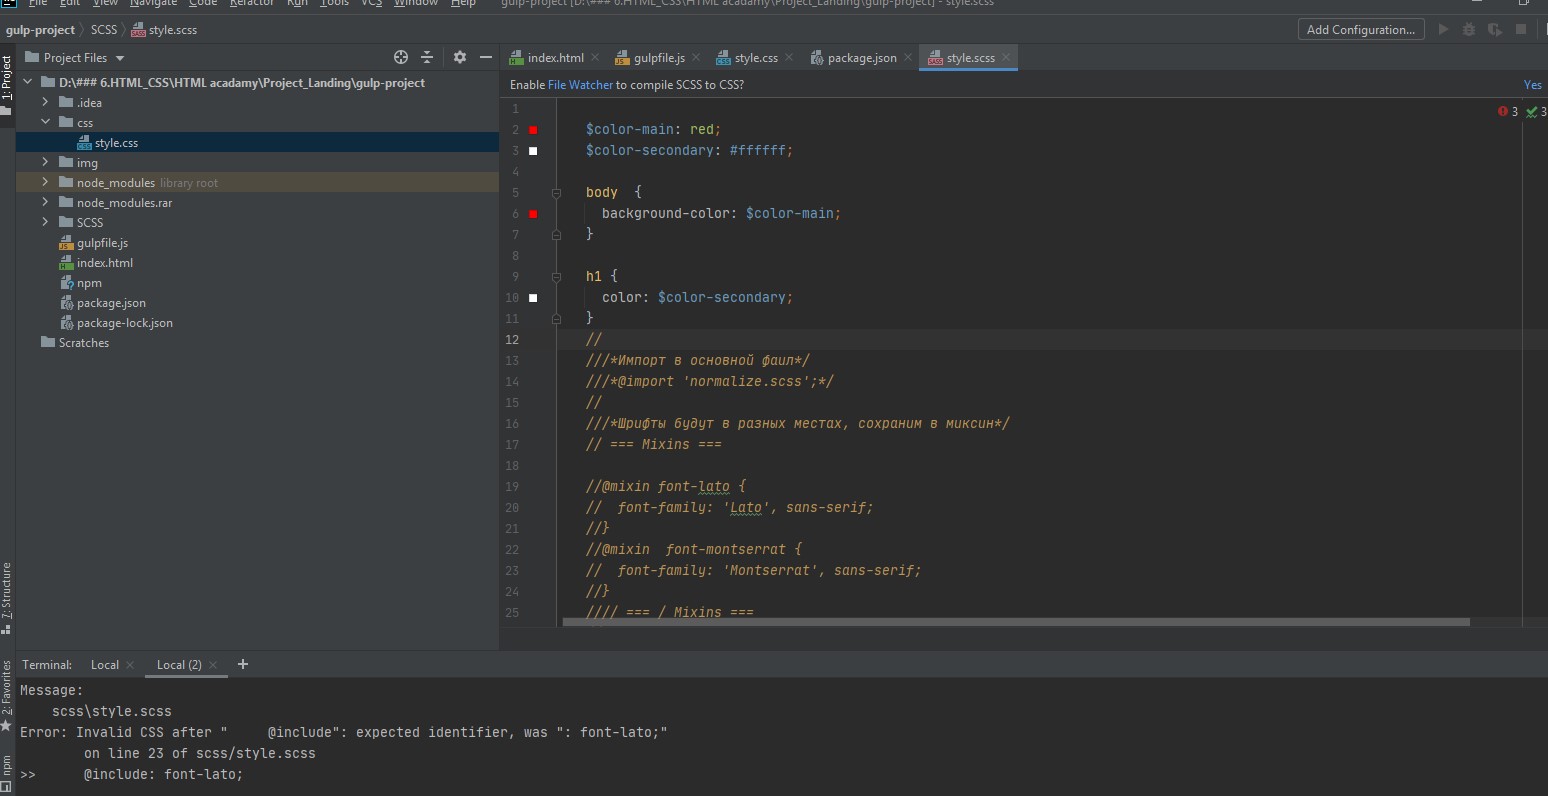 File Edit View Navigate Code Refactor Run Tools VCS Window Help gulp-project [D:\### 6.HTML_CSS\HTML acadamy\Project_Landing\gulp-project] - style.scss
gulp-project SCSS style.scss Add Configuration...
Project Files
index.html gulpfile.js style.css package.json style.scss
1: Project
D:\### 6.HTML_CSS\HTML acadamy\Project_Landing\gulp-project
.idea
css
style.css
img
node_modules library root
node_modules.rar
SCSS
gulpfile.js
index.html
npm
package.json
package-lock.json
Scratches
Enable File Watcher to compile SCSS to CSS? Yes
3 3
1
2 $color-main: red;
3 $color-secondary: #ffffff;
4
5 body {
6 background-color: $color-main;
7 }
8
9 h1 {
10 color: $color-secondary;
11 }
12 //
13 ///*Импорт в основной фаил*/
14 ///*@import 'normalize.scss';*/
15 //
16 ///*Шрифты будут в разных местах, сохраним в миксин*/
17 // === Mixins ===
18
19 //@mixin font-lato {
20 // font-family: 'Lato', sans-serif;
21 //}
22 //@mixin font-montserrat {
23 // font-family: 'Montserrat', sans-serif;
24 //}
25 //// === / Mixins ===
7: Structure
2: Favorites
npm
Terminal: Local Local (2) +
Message:
scss\style.scss
Error: Invalid CSS after " @include": expected identifier, was ": font-lato;"
on line 23 of scss/style.scss
>> @include: font-lato;